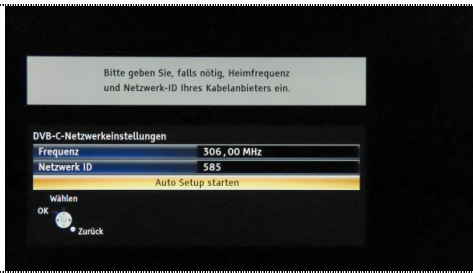 Bitte geben Sie, falls nötig, Heimfrequenz
und Netzwerk-ID Ihres Kabelanbieters ein.
DVB-C-Netzwerkeinstellungen
Frequenz 306,00 MHz
Netzwerk ID 585
Auto Setup starten
Wählen
OK
Zurück